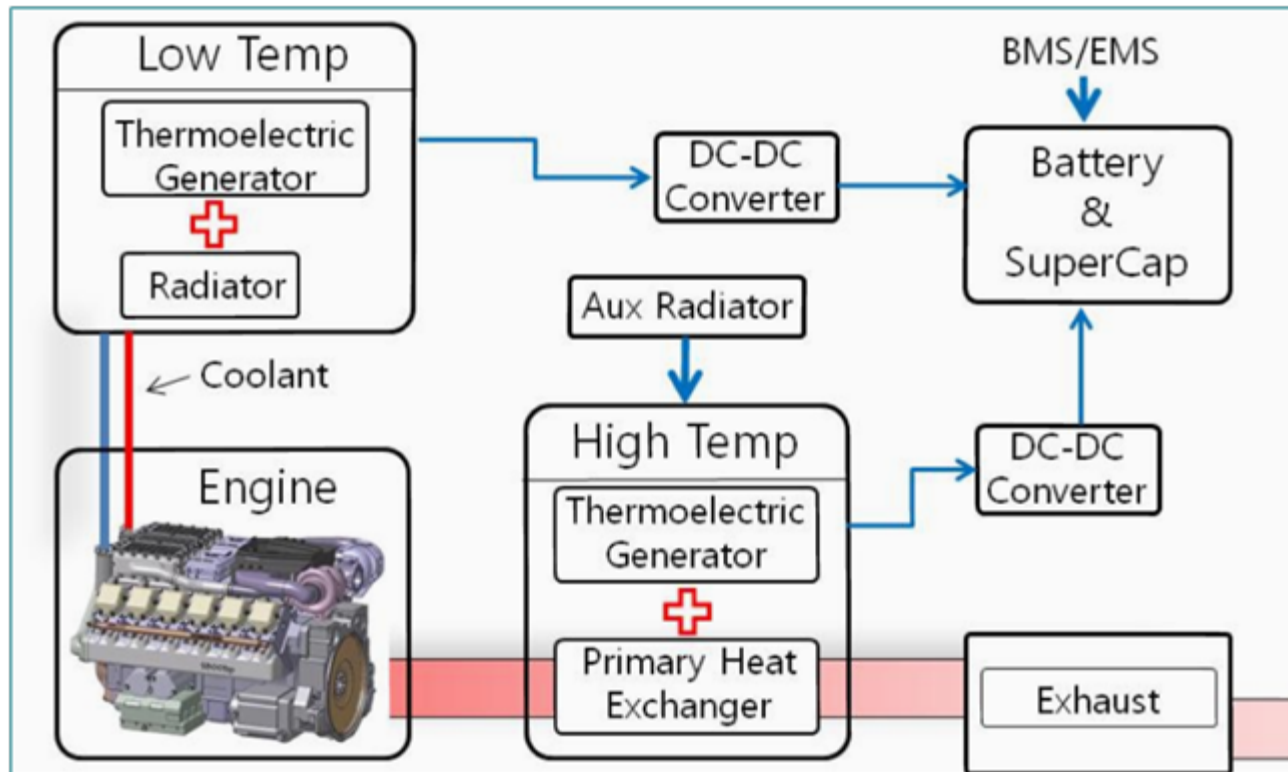 Low Temp
Thermoelectric
Generator
Radiator
Coolant
Engine
DC-DC
Converter
BMS/EMS
Battery
&
SuperCap
Aux Radiator
High Temp
Thermoelectric
Generator
Primary Heat
Exchanger
DC-DC
Converter
Exhaust